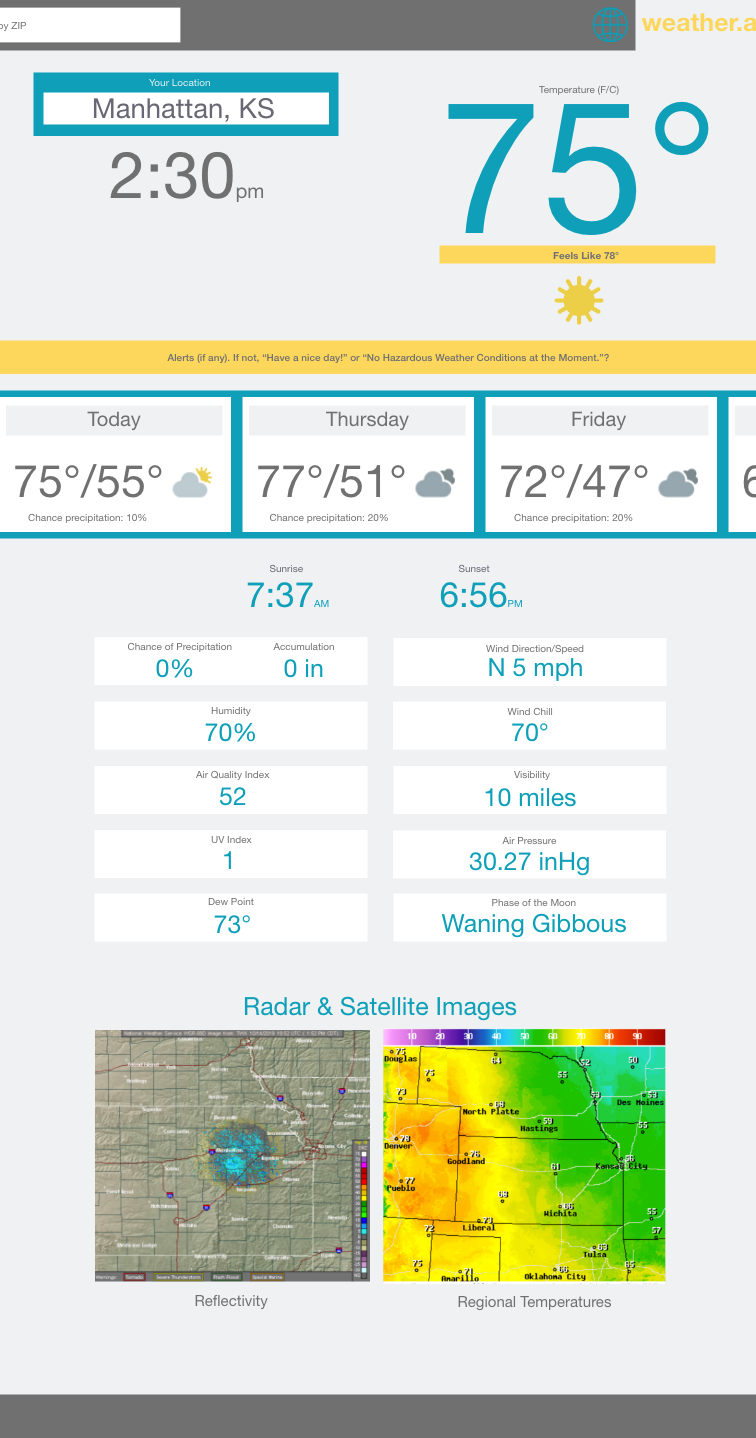 by ZIP
weather.a
Your Location
Manhattan, KS
2:30pm
Temperature (F/C)
75°
Feels Like 78°
Alerts (if any). If not, “Have a nice day!” or “No Hazardous Weather Conditions at the Moment.”?
Today
75°/55°
Chance precipitation: 10%
Thursday
77°/51°
Chance precipitation: 20%
Friday
72°/47°
Chance precipitation: 20%
6
Sunrise
7:37AM
Sunset
6:56PM
Chance of Precipitation
0%
Accumulation
0 in
Wind Direction/Speed
N 5 mph
Humidity
70%
Wind Chill
70°
Air Quality Index
52
Visibility
10 miles
UV Index
1
Air Pressure
30.27 inHg
Dew Point
73°
Phase of the Moon
Waning Gibbous
Radar & Satellite Images
10 20 30 40 50 60 70 80 90
75
Douglas
64
52
50
75
55
73
53
Des Moines
68
North Platte
59
Hastings
55
78
Denver
76
Goodland
61
56
Kansas City
77
Pueblo
68
66
Wichita
55
73
Liberal
72
57
63
Tulsa
75
71
Amarillo
66
Oklahoma City
65
Reflectivity
Regional Temperatures